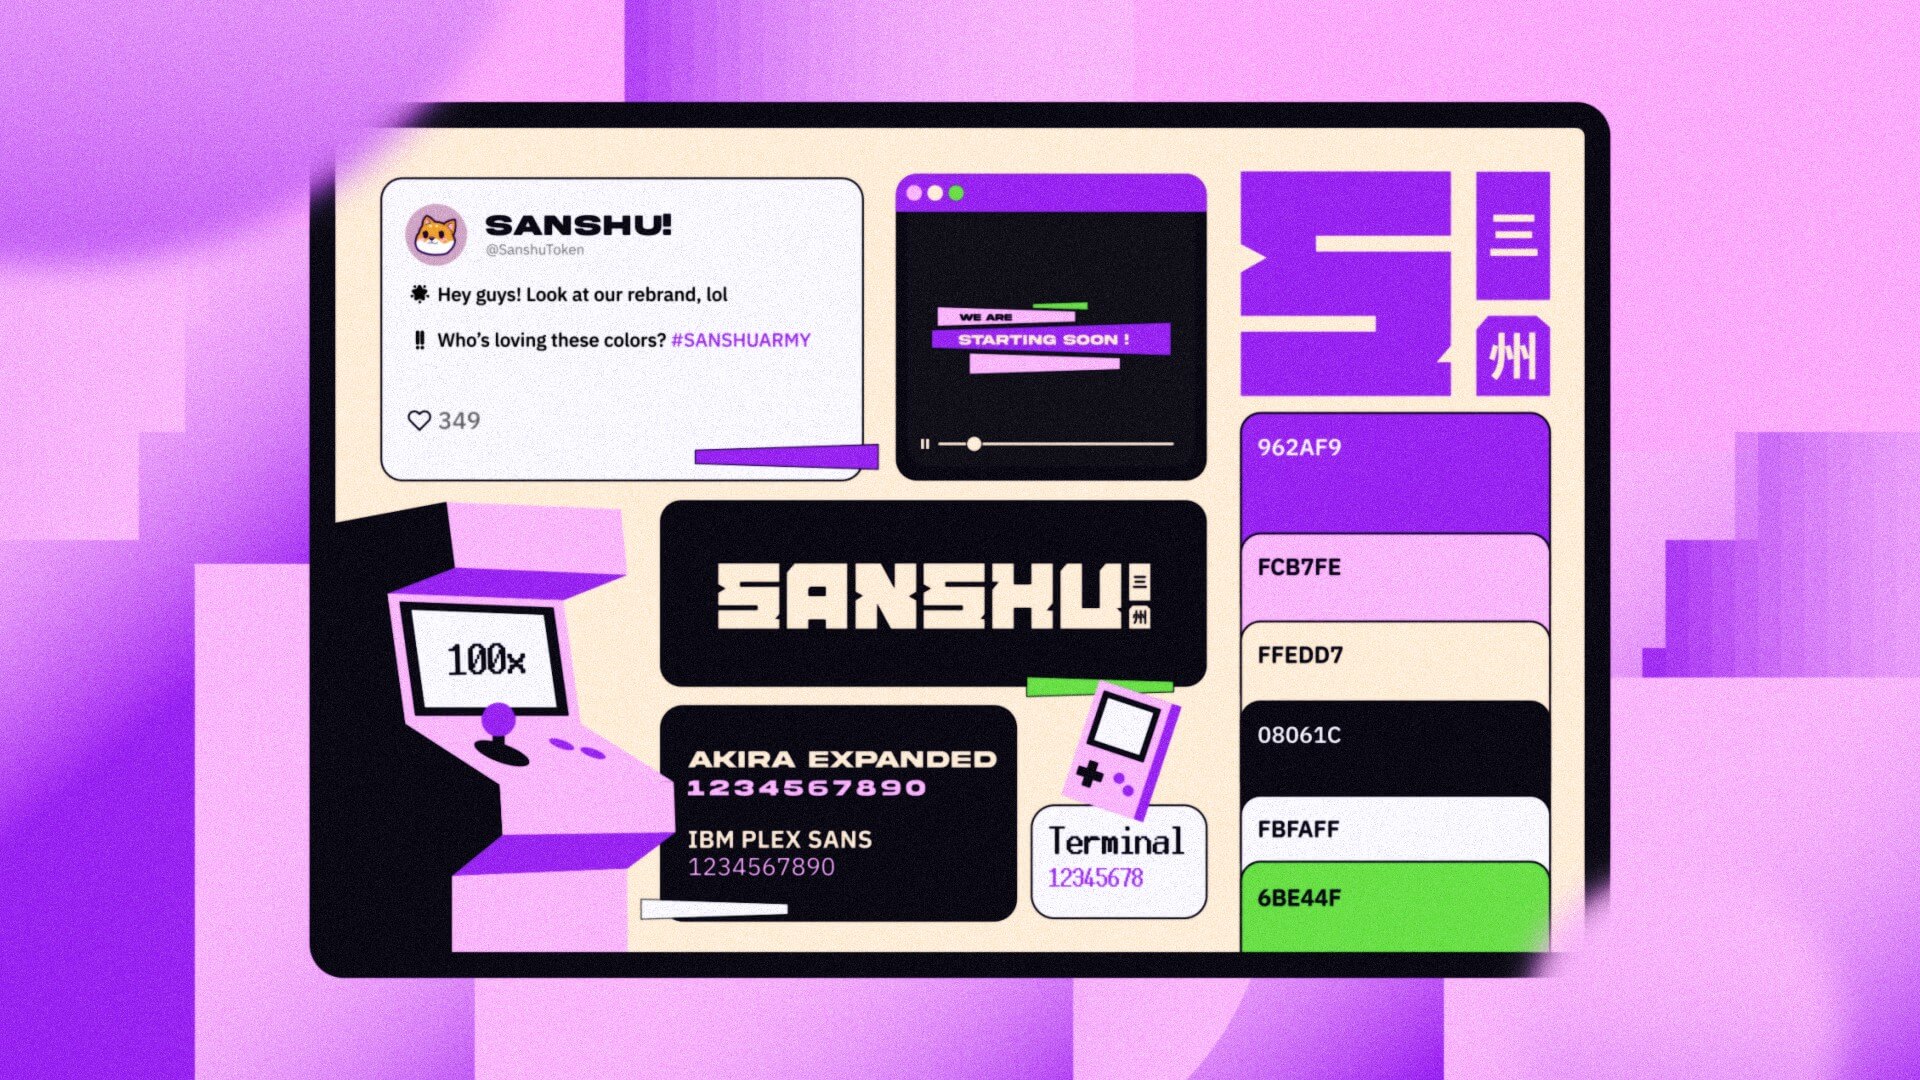 SANSHU!
@SanshuToken
Hey guys! Look at our rebrand, lol
‼ Who's loving these colors? #SANSHUARMY
349
WE ARE
STARTING SOON !
三
州
SANSHU!
三
州
100x
AKIRA EXPANDED
1234567890
IBM PLEX SANS
1234567890
Terminal
12345678
962AF9
FCB7FE
FFEDD7
08061C
FBFAFF
6BE44F